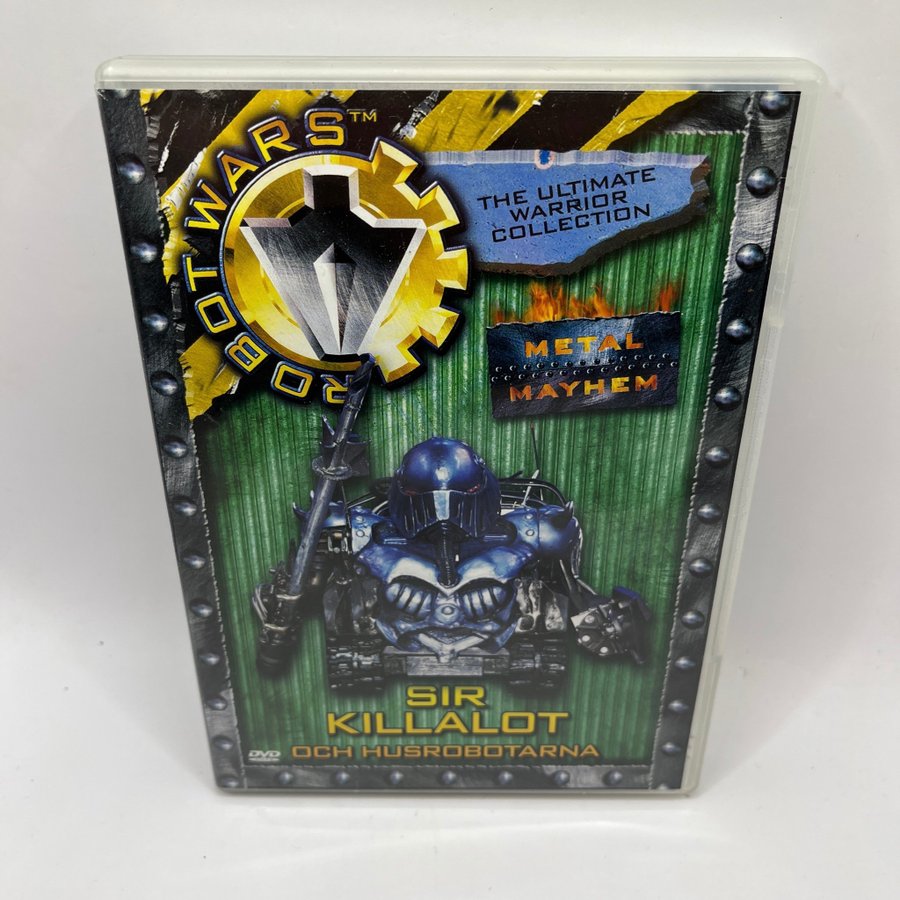 ROBOT WARS™
THE ULTIMATE
WARRIOR
COLLECTION
METAL
MAYHEM
SIR
KILLALOT
OCH HUSROBOTARNA
DVD